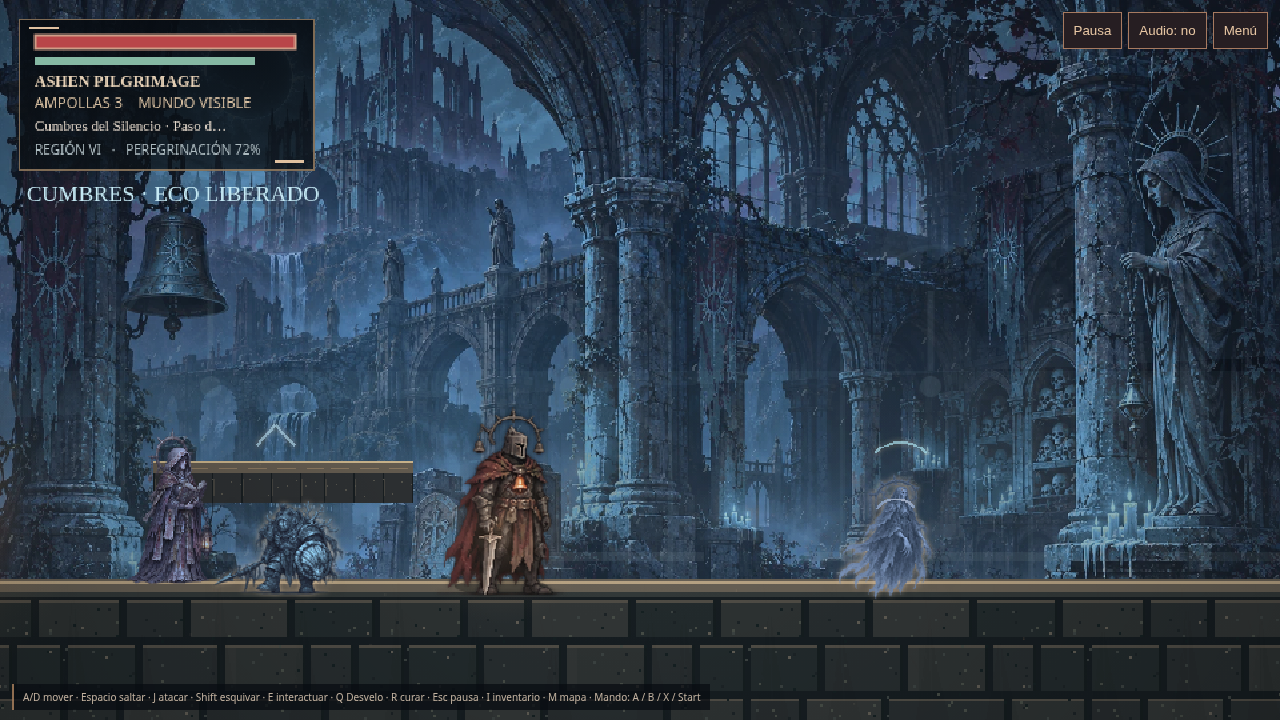 Pausa
Audio: no
Menú
ASHEN PILGRIMAGE
AMPOLLAS 3 MUNDO VISIBLE
Cumbres del Silencio · Paso d…
REGIÓN VI · PEREGRINACIÓN 72%
CUMBRES · ECO LIBERADO
A/D mover · Espacio saltar · J atacar · Shift esquivar · E interactuar · Q Desvelo · R curar · Esc pausa · I inventario · M mapa · Mando: A / B / X / Start